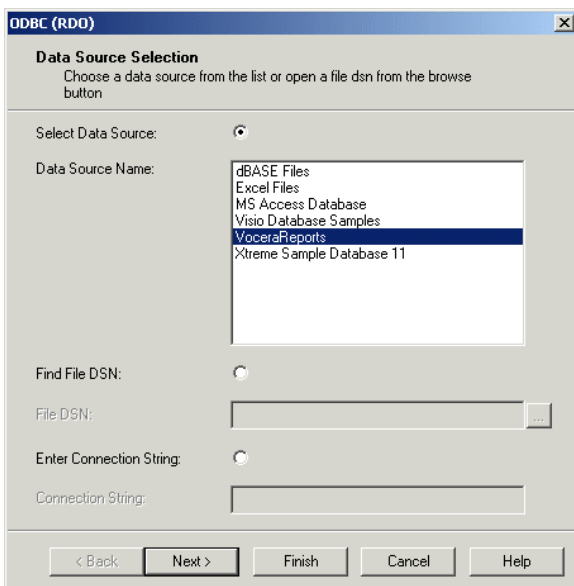 ODBC (RDO)
Data Source Selection
Choose a data source from the list or open a file dsn from the browse
button
Select Data Source:
Data Source Name:
dBASE Files
Excel Files
MS Access Database
Visio Database Samples
VoceraReports
Xtreme Sample Database 11
Find File DSN:
File DSN:
...
Enter Connection String:
Connection String:
< Back Next > Finish Cancel Help